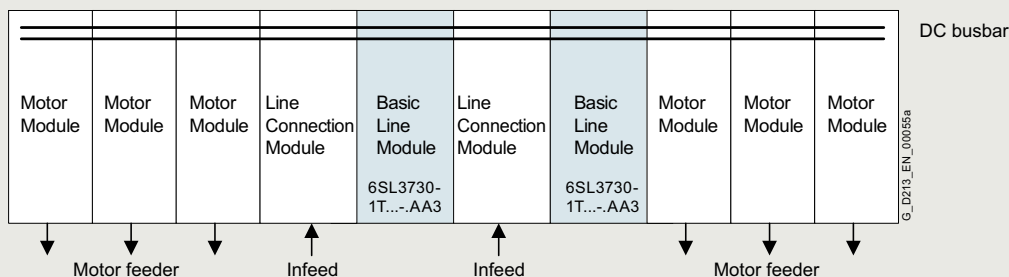 DC busbar
Motor
Module
Motor
Module
Motor
Module
Line
Connection
Module
Basic
Line
Module
6SL3730-
1T...-.AA3
Line
Connection
Module
Basic
Line
Module
6SL3730-
1T...-.AA3
Motor
Module
Motor
Module
Motor
Module
G_D213_EN_00055a
Motor feeder
Infeed
Infeed
Motor feeder